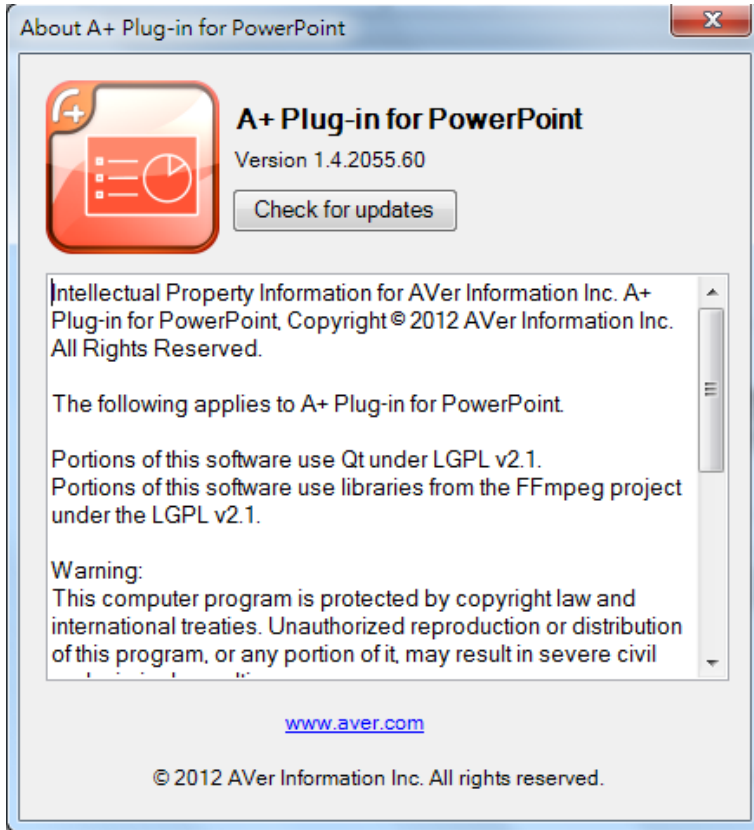 About A+ Plug-in for PowerPoint
A+ Plug-in for PowerPoint
Version 1.4.2055.60
Check for updates
Intellectual Property Information for AVer Information Inc. A+
Plug-in for PowerPoint, Copyright © 2012 AVer Information Inc.
All Rights Reserved.
The following applies to A+ Plug-in for PowerPoint.
Portions of this software use Qt under LGPL v2.1.
Portions of this software use libraries from the FFmpeg project
under the LGPL v2.1.
Warning:
This computer program is protected by copyright law and
international treaties. Unauthorized reproduction or distribution
of this program, or any portion of it, may result in severe civil
www.aver.com
© 2012 AVer Information Inc. All rights reserved.